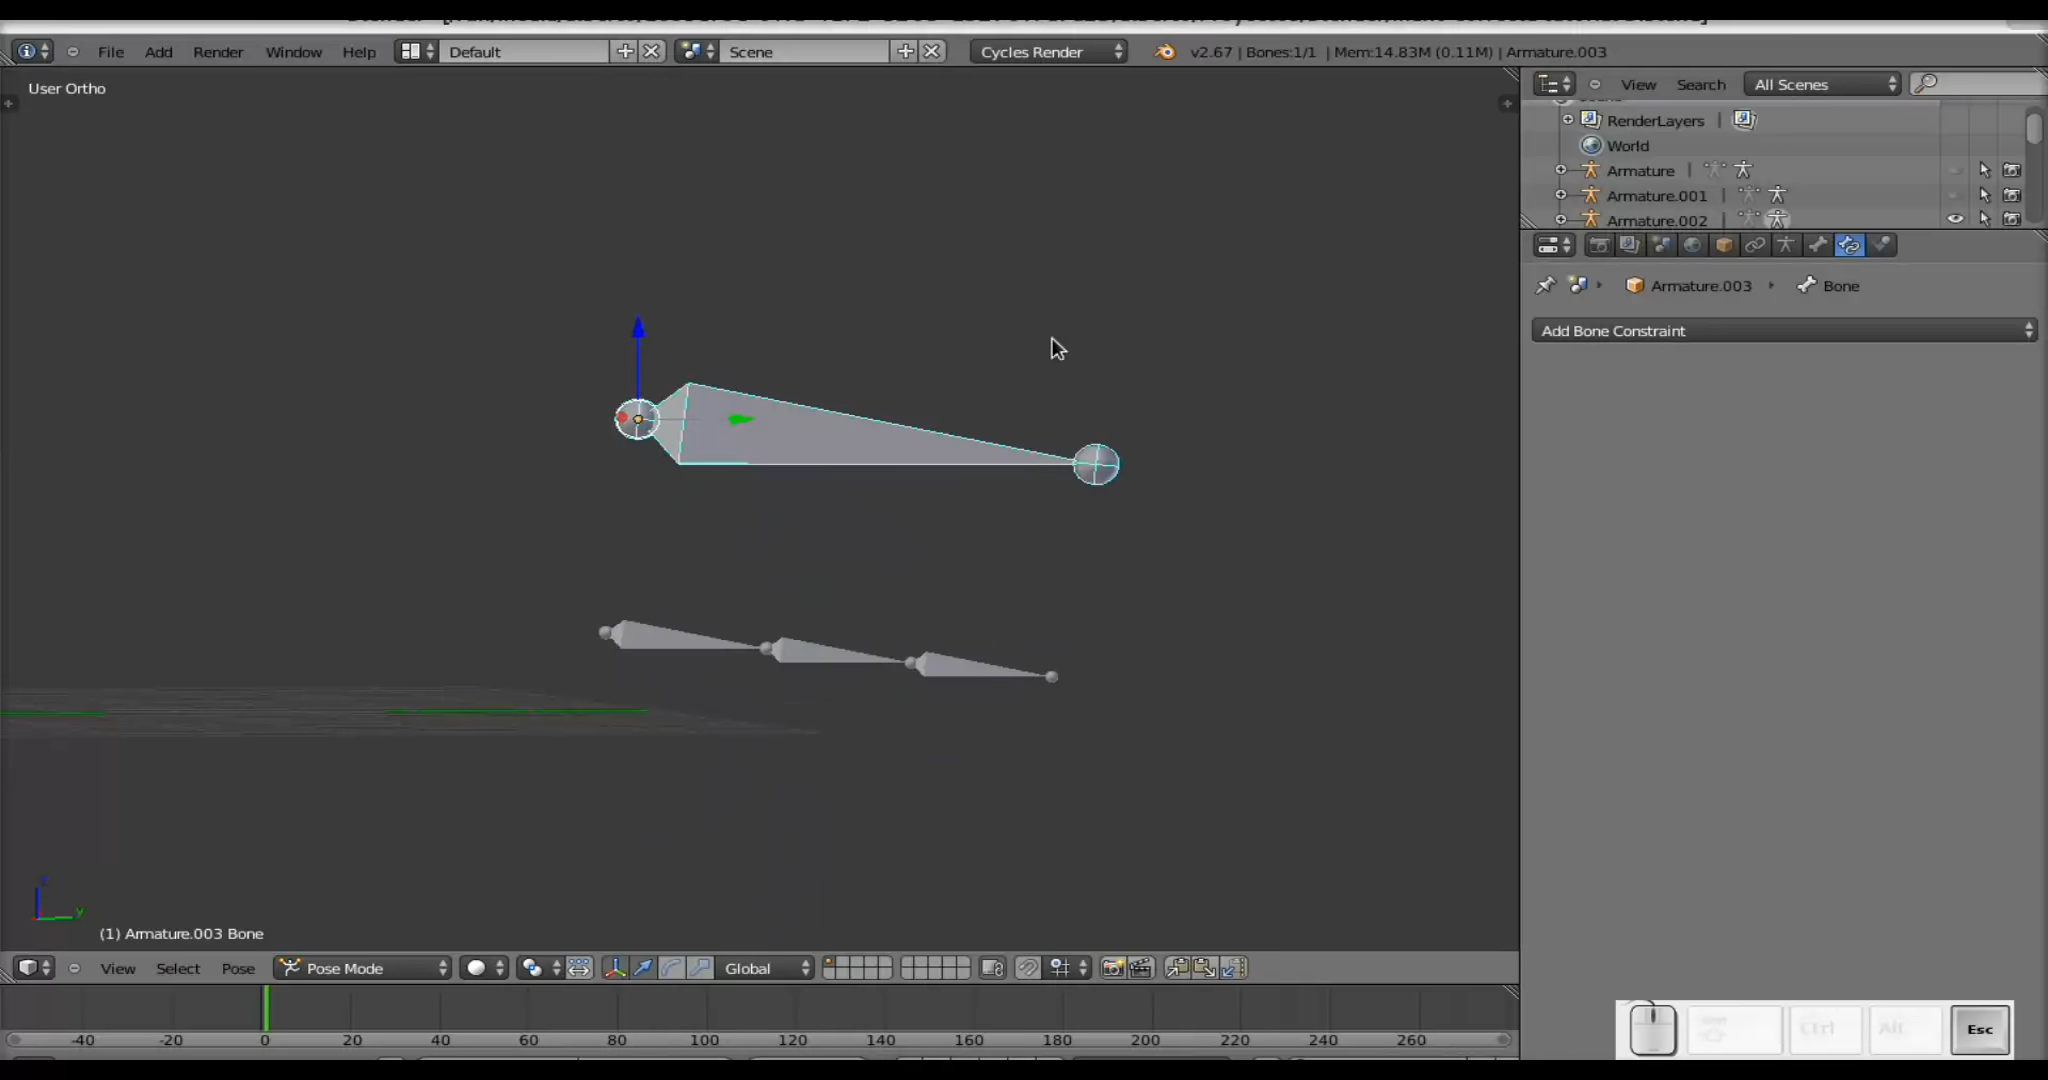 File Add Render Window Help Default Scene Cycles Render v2.67 | Bones:1/1 | Mem:14.83M (0.11M) | Armature.003
User Ortho
View Search All Scenes
RenderLayers
World
Armature
Armature.001
Armature.002
Armature.003 Bone
Add Bone Constraint
z
y
(1) Armature.003 Bone
View Select Pose Pose Mode Global
-40 -20 0 20 40 60 80 100 120 140 160 180 200 220 240 260
Ctrl Alt Esc